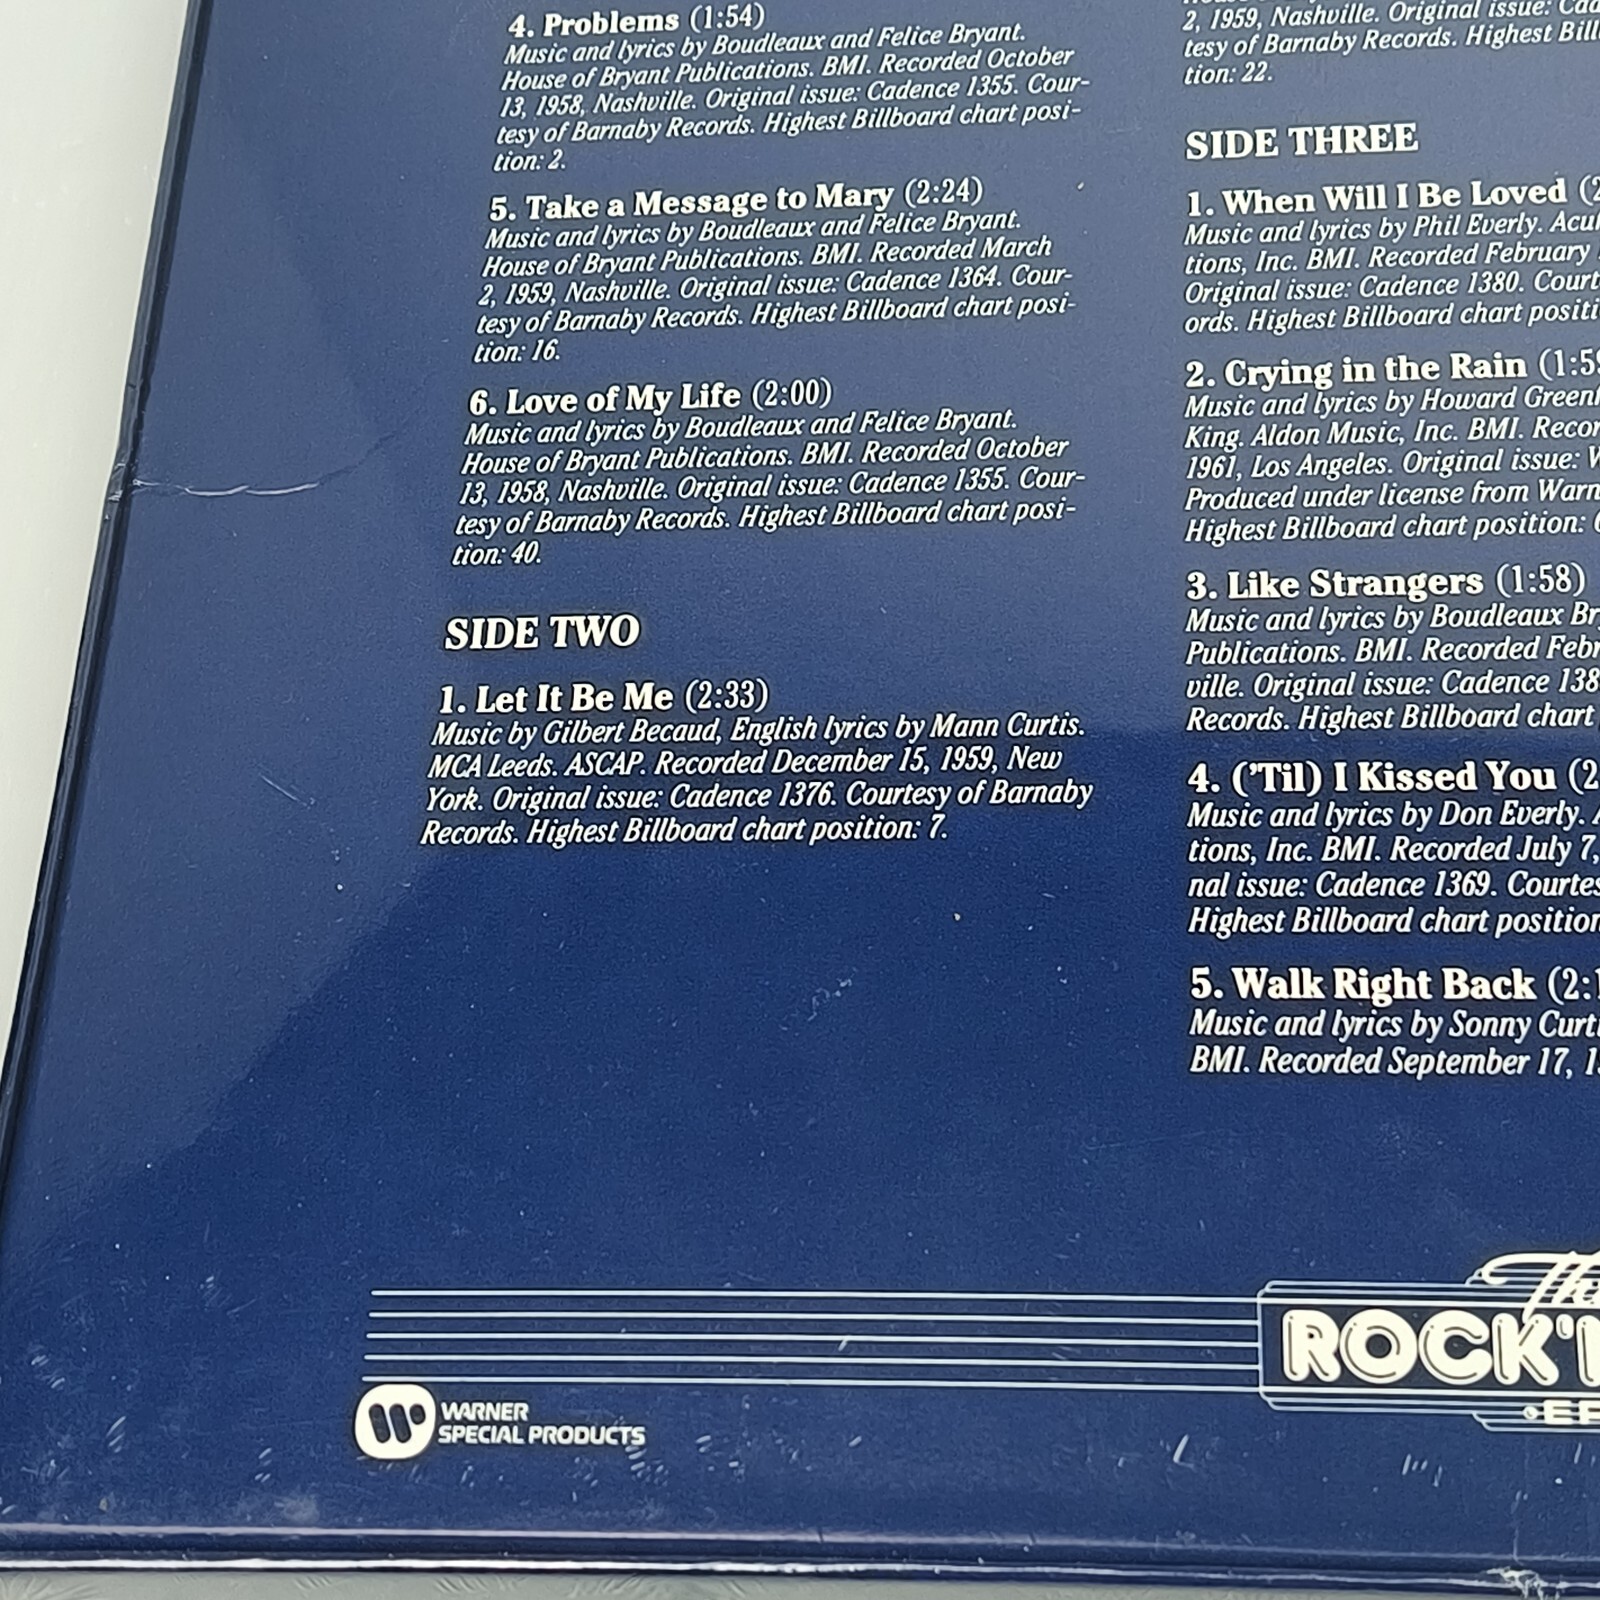 4. Problems (1:54)
Music and lyrics by Boudleaux and Felice Bryant.
House of Bryant Publications. BMI. Recorded October
13, 1958, Nashville. Original issue: Cadence 1355. Cour-
tesy of Barnaby Records. Highest Billboard chart posi-
tion: 2.
5. Take a Message to Mary (2:24)
Music and lyrics by Boudleaux and Felice Bryant.
House of Bryant Publications. BMI. Recorded March
2, 1959, Nashville. Original issue: Cadence 1364. Cour-
tesy of Barnaby Records. Highest Billboard chart posi-
tion: 16.
6. Love of My Life (2:00)
Music and lyrics by Boudleaux and Felice Bryant.
House of Bryant Publications. BMI. Recorded October
13, 1958, Nashville. Original issue: Cadence 1355. Cour-
tesy of Barnaby Records. Highest Billboard chart posi-
tion: 40.
SIDE TWO
1. Let It Be Me (2:33)
Music by Gilbert Becaud, English lyrics by Mann Curtis.
MCA Leeds. ASCAP. Recorded December 15, 1959, New
York. Original issue: Cadence 1376. Courtesy of Barnaby
Records. Highest Billboard chart position: 7.
2, 1959, Nashville. Original issue:
tesy of Barnaby Records. Highest
tion: 22.
SIDE THREE
1. When Will I Be Loved
Music and lyrics by Phil Everly.
tions, Inc. BMI. Recorded February
Original issue: Cadence 1380.
ords. Highest Billboard chart
2. Crying in the Rain
Music and lyrics by Howard
King. Aldon Music, Inc. BMI.
1961, Los Angeles. Original issue:
Produced under license from
Highest Billboard chart position:
3. Like Strangers (1:58)
Music and lyrics by Boudleaux
Publications. BMI. Recorded
ville. Original issue: Cadence
Records. Highest Billboard chart
4. ('Til) I Kissed You
Music and lyrics by Don Everly.
tions, Inc. BMI. Recorded July 7,
nal issue: Cadence 1369.
Highest Billboard chart
5. Walk Right Back
Music and lyrics by Sonny
BMI. Recorded September 17,
ROCK'N
WARNER
SPECIAL PRODUCTS